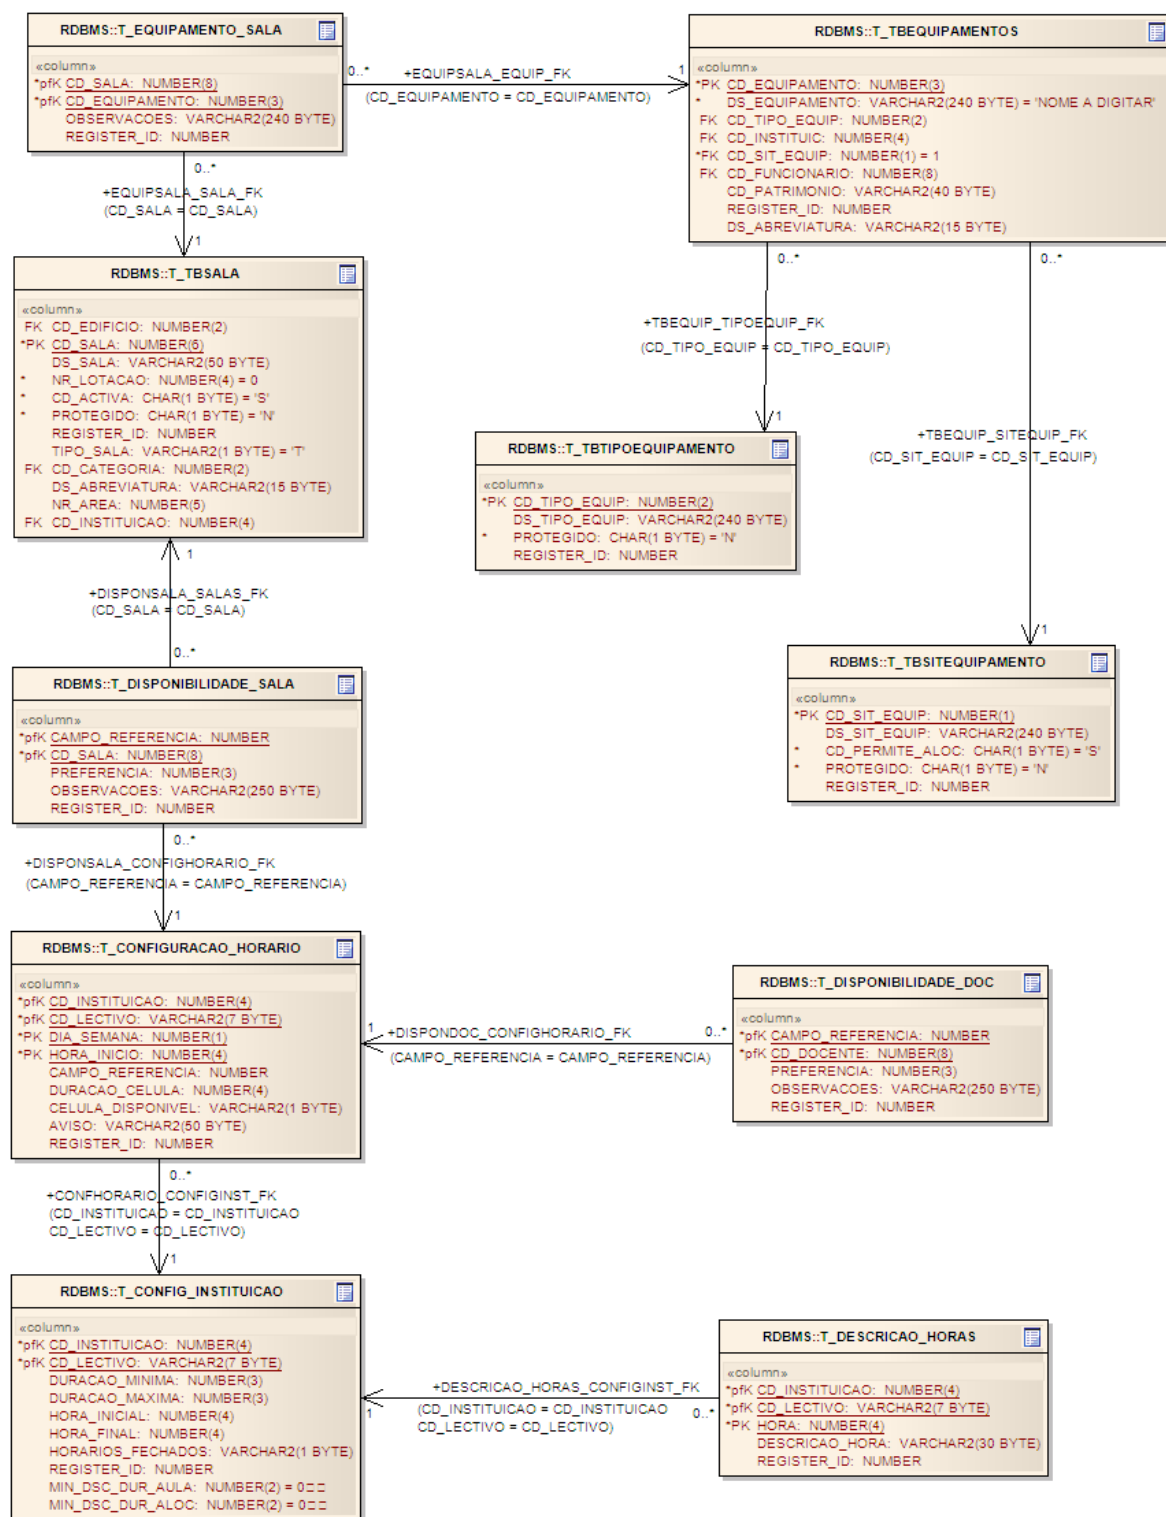 RDBMS::T_EQUIPAMENTO_SALA
«column»
*pfK CD_SALA: NUMBER(8)
*pfK CD_EQUIPAMENTO: NUMBER(3)
OBSERVACOES: VARCHAR2(240 BYTE)
REGISTER_ID: NUMBER
0..*
+EQUIPSALA_EQUIP_FK
1
(CD_EQUIPAMENTO = CD_EQUIPAMENTO)
RDBMS::T_TBEQUIPAMENTOS
«column»
*PK CD_EQUIPAMENTO: NUMBER(3)
* DS_EQUIPAMENTO: VARCHAR2(240 BYTE) = 'NOME A DIGITAR'
FK CD_TIPO_EQUIP: NUMBER(2)
FK CD_INSTITUIC: NUMBER(4)
*FK CD_SIT_EQUIP: NUMBER(1) = 1
FK CD_FUNCIONARIO: NUMBER(8)
CD_PATRIMONIO: VARCHAR2(40 BYTE)
REGISTER_ID: NUMBER
DS_ABREVIATURA: VARCHAR2(15 BYTE)
0..*
+EQUIPSALA_SALA_FK
(CD_SALA = CD_SALA)
1
RDBMS::T_TBSALA
«column»
FK CD_EDIFICIO: NUMBER(2)
*PK CD_SALA: NUMBER(6)
DS_SALA: VARCHAR2(50 BYTE)
* NR_LOTACAO: NUMBER(4) = 0
* CD_ACTIVA: CHAR(1 BYTE) = 'S'
* PROTEGIDO: CHAR(1 BYTE) = 'N'
REGISTER_ID: NUMBER
TIPO_SALA: VARCHAR2(1 BYTE) = 'T'
FK CD_CATEGORIA: NUMBER(2)
DS_ABREVIATURA: VARCHAR2(15 BYTE)
NR_AREA: NUMBER(5)
FK CD_INSTITUICAO: NUMBER(4)
0..*
+TBEQUIP_TIPOEQUIP_FK
(CD_TIPO_EQUIP = CD_TIPO_EQUIP)
1
0..*
+TBEQUIP_SITEQUIP_FK
(CD_SIT_EQUIP = CD_SIT_EQUIP)
1
RDBMS::T_TBTIPOEQUIPAMENTO
«column»
*PK CD_TIPO_EQUIP: NUMBER(2)
DS_TIPO_EQUIP: VARCHAR2(240 BYTE)
* PROTEGIDO: CHAR(1 BYTE) = 'N'
REGISTER_ID: NUMBER
1
+DISPONSALA_SALAS_FK
(CD_SALA = CD_SALA)
0..*
RDBMS::T_TBSITEQUIPAMENTO
«column»
*PK CD_SIT_EQUIP: NUMBER(1)
DS_SIT_EQUIP: VARCHAR2(240 BYTE)
* CD_PERMITE_ALOC: CHAR(1 BYTE) = 'S'
* PROTEGIDO: CHAR(1 BYTE) = 'N'
REGISTER_ID: NUMBER
RDBMS::T_DISPONIBILIDADE_SALA
«column»
*pfK CAMPO_REFERENCIA: NUMBER
*pfK CD_SALA: NUMBER(8)
PREFERENCIA: NUMBER(3)
OBSERVACOES: VARCHAR2(250 BYTE)
REGISTER_ID: NUMBER
0..*
+DISPONSALA_CONFIGHORARIO_FK
(CAMPO_REFERENCIA = CAMPO_REFERENCIA)
1
RDBMS::T_CONFIGURACAO_HORARIO
«column»
*pfK CD_INSTITUICAO: NUMBER(4)
*pfK CD_LECTIVO: VARCHAR2(7 BYTE)
*PK DIA_SEMANA: NUMBER(1)
*PK HORA_INICIO: NUMBER(4)
CAMPO_REFERENCIA: NUMBER
DURACAO_CELULA: NUMBER(4)
CELULA_DISPONIVEL: VARCHAR2(1 BYTE)
AVISO: VARCHAR2(50 BYTE)
REGISTER_ID: NUMBER
1
+DISPONDOC_CONFIGHORARIO_FK
0..*
(CAMPO_REFERENCIA = CAMPO_REFERENCIA)
RDBMS::T_DISPONIBILIDADE_DOC
«column»
*pfK CAMPO_REFERENCIA: NUMBER
*pfK CD_DOCENTE: NUMBER(8)
PREFERENCIA: NUMBER(3)
OBSERVACOES: VARCHAR2(250 BYTE)
REGISTER_ID: NUMBER
0..*
+CONFHORARIO_CONFIGINST_FK
(CD_INSTITUICAO = CD_INSTITUICAO
CD_LECTIVO = CD_LECTIVO)
1
RDBMS::T_CONFIG_INSTITUICAO
«column»
*pfK CD_INSTITUICAO: NUMBER(4)
*pfK CD_LECTIVO: VARCHAR2(7 BYTE)
DURACAO_MINIMA: NUMBER(3)
DURACAO_MAXIMA: NUMBER(3)
HORA_INICIAL: NUMBER(4)
HORA_FINAL: NUMBER(4)
HORARIOS_FECHADOS: VARCHAR2(1 BYTE)
REGISTER_ID: NUMBER
MIN_DSC_DUR_AULA: NUMBER(2) = 0□□
MIN_DSC_DUR_ALOC: NUMBER(2) = 0□□
+DESCRICAO_HORAS_CONFIGINST_FK
1
(CD_INSTITUICAO = CD_INSTITUICAO
0..*
CD_LECTIVO = CD_LECTIVO)
RDBMS::T_DESCRICAO_HORAS
«column»
*pfK CD_INSTITUICAO: NUMBER(4)
*pfK CD_LECTIVO: VARCHAR2(7 BYTE)
*PK HORA: NUMBER(4)
DESCRICAO_HORA: VARCHAR2(30 BYTE)
REGISTER_ID: NUMBER